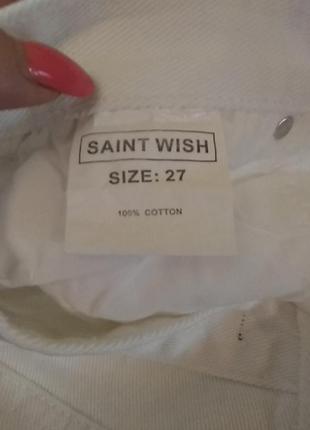 SAINT WISH
SIZE: 27
100% COTTON